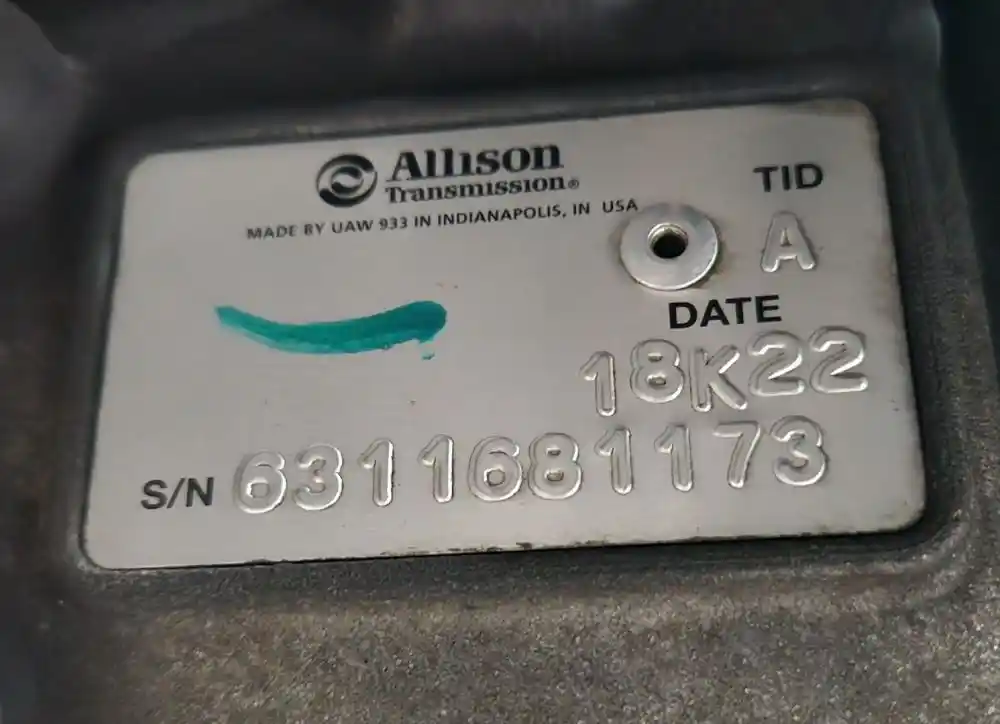 Allison
Transmission®
MADE BY UAW 933 IN INDIANAPOLIS, IN USA
TID
A
DATE
18K22
S/N 6311681173